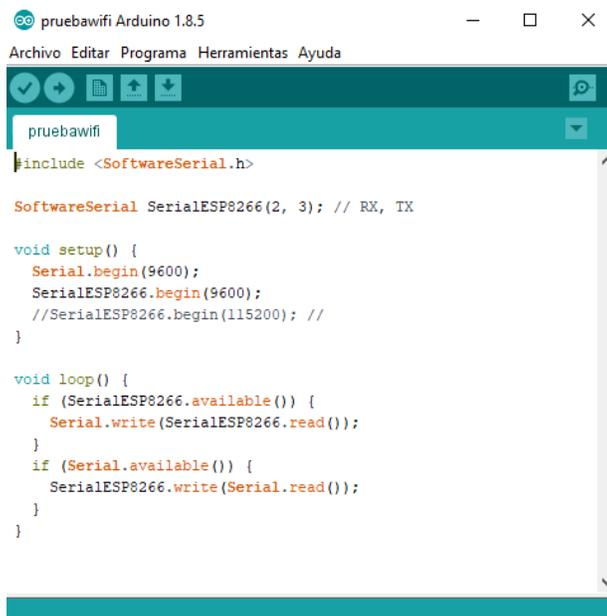 pruebawifi Arduino 1.8.5
Archivo Editar Programa Herramientas Ayuda
pruebawifi
#include <SoftwareSerial.h>
SoftwareSerial SerialESP8266(2, 3); // RX, TX
void setup() {
  Serial.begin(9600);
  SerialESP8266.begin(9600);
  //SerialESP8266.begin(115200); //
}
void loop() {
  if (SerialESP8266.available()) {
    Serial.write(SerialESP8266.read());
  }
  if (Serial.available()) {
    SerialESP8266.write(Serial.read());
  }
}